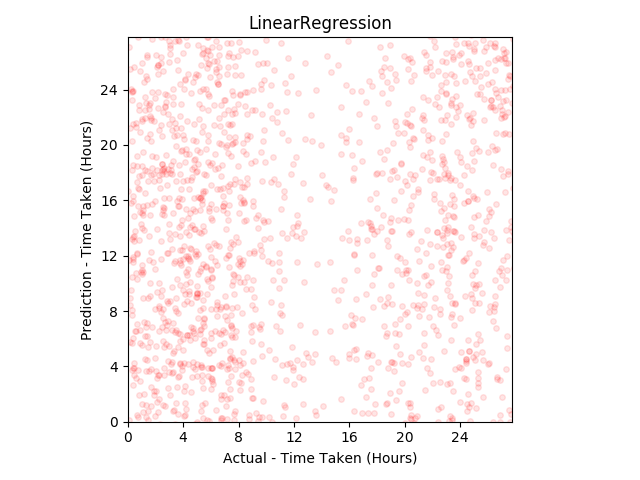 LinearRegression
Prediction - Time Taken (Hours)
24
20
16
12
8
4
0
0 4 8 12 16 20 24
Actual - Time Taken (Hours)